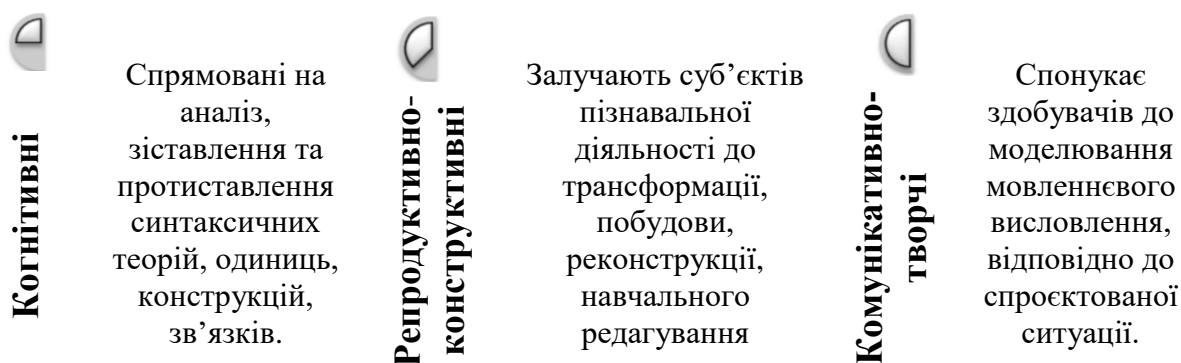 Когнітивні
Спрямовані на
аналіз,
зіставлення та
протиставлення
синтаксичних
теорій, одиниць,
конструкцій,
зв’язків.
Репродуктивно-
конструктивні
Залучають суб’єктів
пізнавальної
діяльності до
трансформації,
побудови,
реконструкції,
навчального
редагування
Комунікативно-
творчі
Спонукає
здобувачів до
моделювання
мовленнєвого
висловлення,
відповідно до
спроєктованої
ситуації.